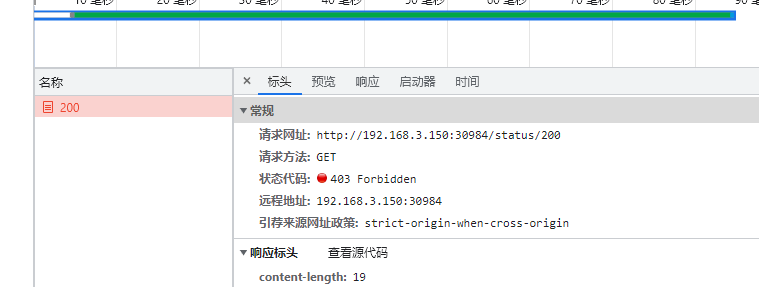 10 毫秒 20 毫秒 30 毫秒 40 毫秒 50 毫秒 60 毫秒 70 毫秒 80 毫秒 90 毫
名称
× 标头 预览 响应 启动器 时间
200
▼常规
请求网址: http://192.168.3.150:30984/status/200
请求方法: GET
状态代码: 403 Forbidden
远程地址: 192.168.3.150:30984
引荐来源网址政策: strict-origin-when-cross-origin
▼响应标头 查看源代码
content-length: 19